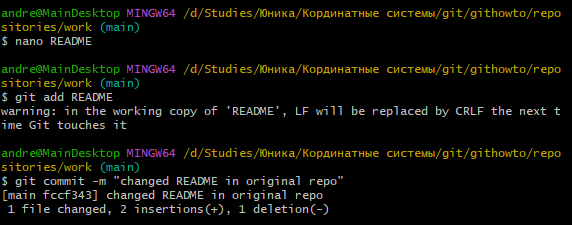 andre@MainDesktop MINGW64 /d/Studies/Юника/Кординатные системы/git/githowto/repo
sitories/work (main)
$ nano README
andre@MainDesktop MINGW64 /d/Studies/Юника/Кординатные системы/git/githowto/repo
sitories/work (main)
$ git add README
warning: in the working copy of 'README', LF will be replaced by CRLF the next t
ime Git touches it
andre@MainDesktop MINGW64 /d/Studies/Юника/Кординатные системы/git/githowto/repo
sitories/work (main)
$ git commit -m "changed README in original repo"
[main fccf343] changed README in original repo
 1 file changed, 2 insertions(+), 1 deletion(-)